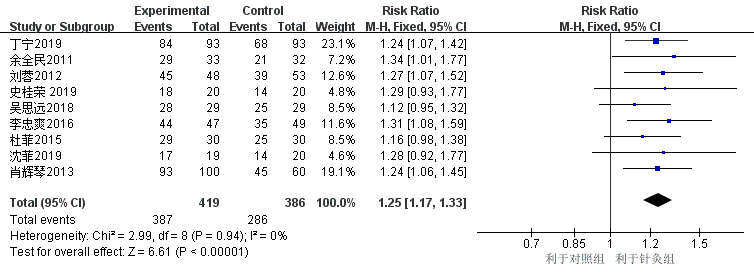 Experimental Control Risk Ratio Risk Ratio
Study or Subgroup Events Total Events Total Weight M-H, Fixed, 95% CI M-H, Fixed, 95% CI
丁宁2019 84 93 68 93 23.1% 1.24 [1.07, 1.42]
余全民2011 29 33 21 32 7.2% 1.34 [1.01, 1.77]
刘蓉2012 45 48 39 53 12.6% 1.27 [1.07, 1.52]
史桂荣 2019 18 20 14 20 4.8% 1.29 [0.93, 1.77]
吴思远2018 28 29 25 29 8.5% 1.12 [0.95, 1.32]
李忠爽2016 44 47 35 49 11.6% 1.31 [1.08, 1.59]
杜菲2015 29 30 25 30 8.5% 1.16 [0.98, 1.38]
沈菲2019 17 19 14 20 4.6% 1.28 [0.92, 1.77]
肖辉琴2013 93 100 45 60 19.1% 1.24 [1.06, 1.45]
Total (95% CI) 419 386 100.0% 1.25 [1.17, 1.33]
Total events 387 286
Heterogeneity: Chi² = 2.99, df = 8 (P = 0.94); I² = 0%
Test for overall effect: Z = 6.61 (P < 0.00001)
0.7 0.85 1 1.2 1.5
利于对照组 利于针灸组